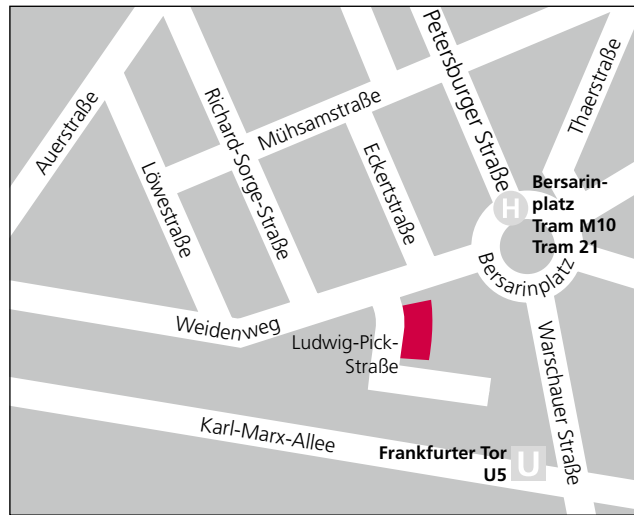 Auerstraße
Löwestraße
Richard-Sorge-Straße
Mühsamstraße
Eckertstraße
Petersburger Straße
Thaerstraße
H
Bersarin-
platz
Tram M10
Tram 21
Bersarinplatz
Weidenweg
Ludwig-Pick-
Straße
Warschauer Straße
Karl-Marx-Allee
Frankfurter Tor
U5
U